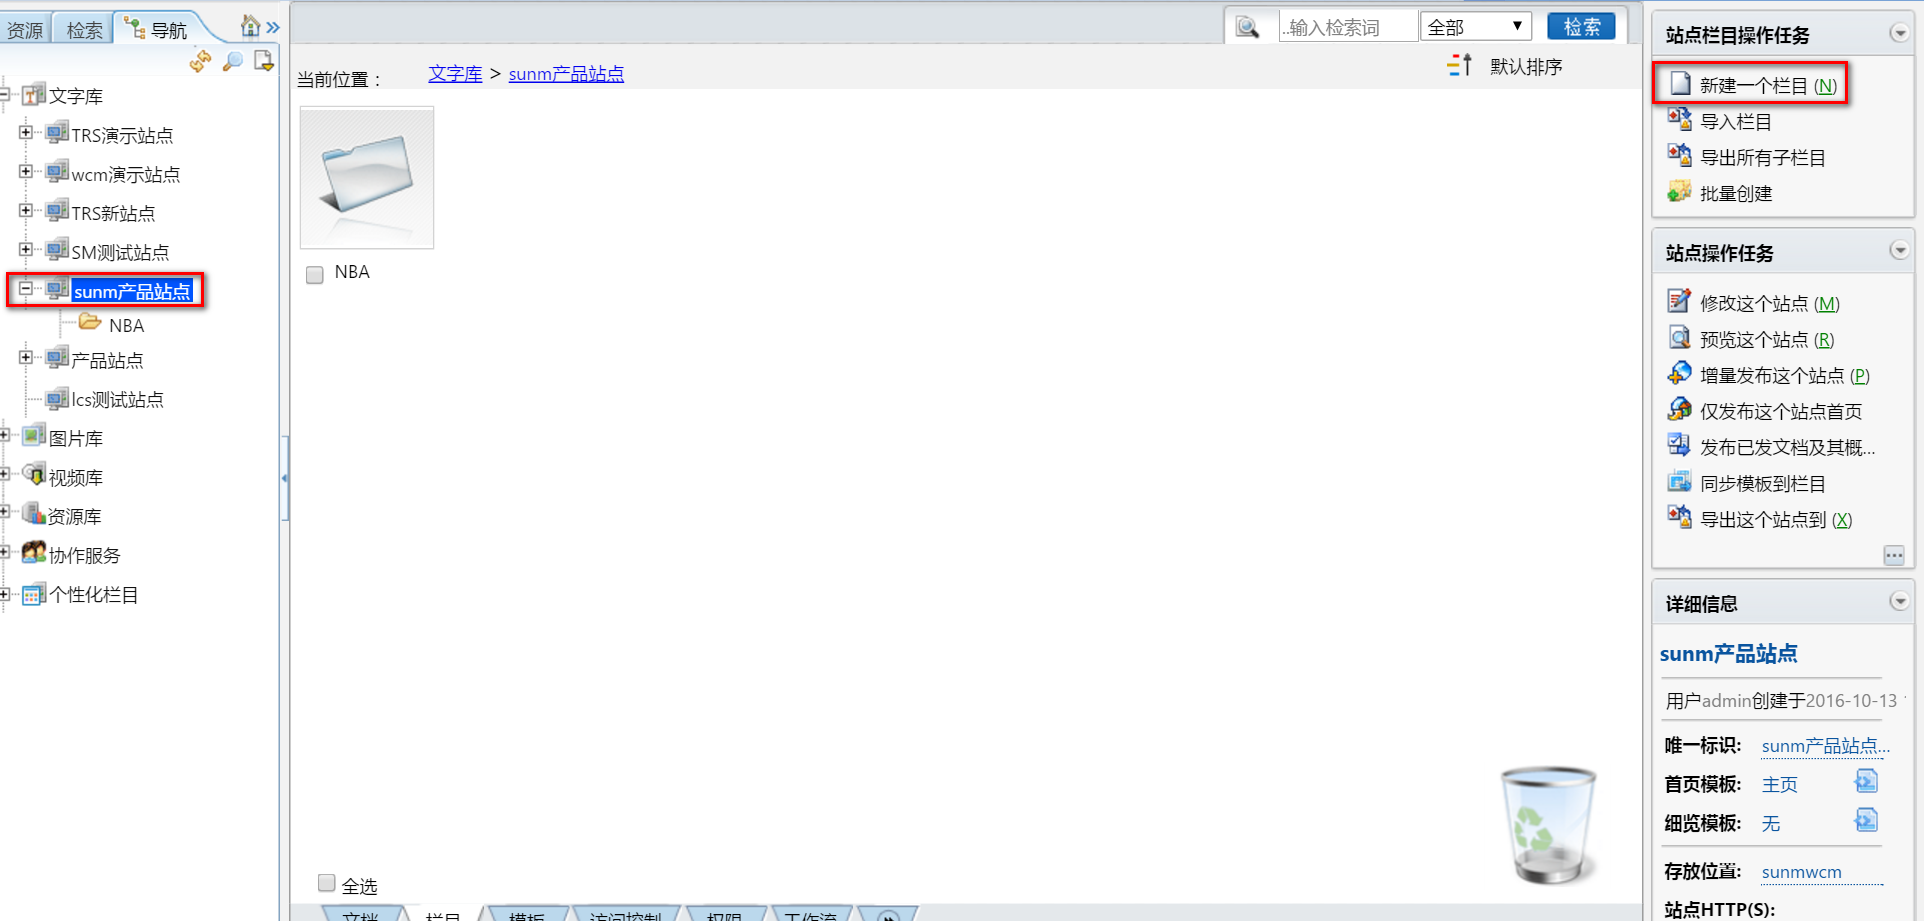 资源 检索 导航
文字库
TRS演示站点
wcm演示站点
TRS新站点
SM测试站点
sunm产品站点
NBA
产品站点
lcs测试站点
图片库
视频库
资源库
协作服务
个性化栏目
..输入检索词 全部 检索
当前位置： 文字库 > sunm产品站点
默认排序
NBA
全选
文档 栏目 模板 访问控制 权限 工作流
站点栏目操作任务
新建一个栏目 (N)
导入栏目
导出所有子栏目
批量创建
站点操作任务
修改这个站点 (M)
预览这个站点 (R)
增量发布这个站点 (P)
仅发布这个站点首页
发布已发文档及其概...
同步模板到栏目
导出这个站点到 (X)
详细信息
sunm产品站点
用户admin创建于2016-10-13
唯一标识: sunm产品站点...
首页模板: 主页
细览模板: 无
存放位置: sunmwcm
站点HTTP(S):